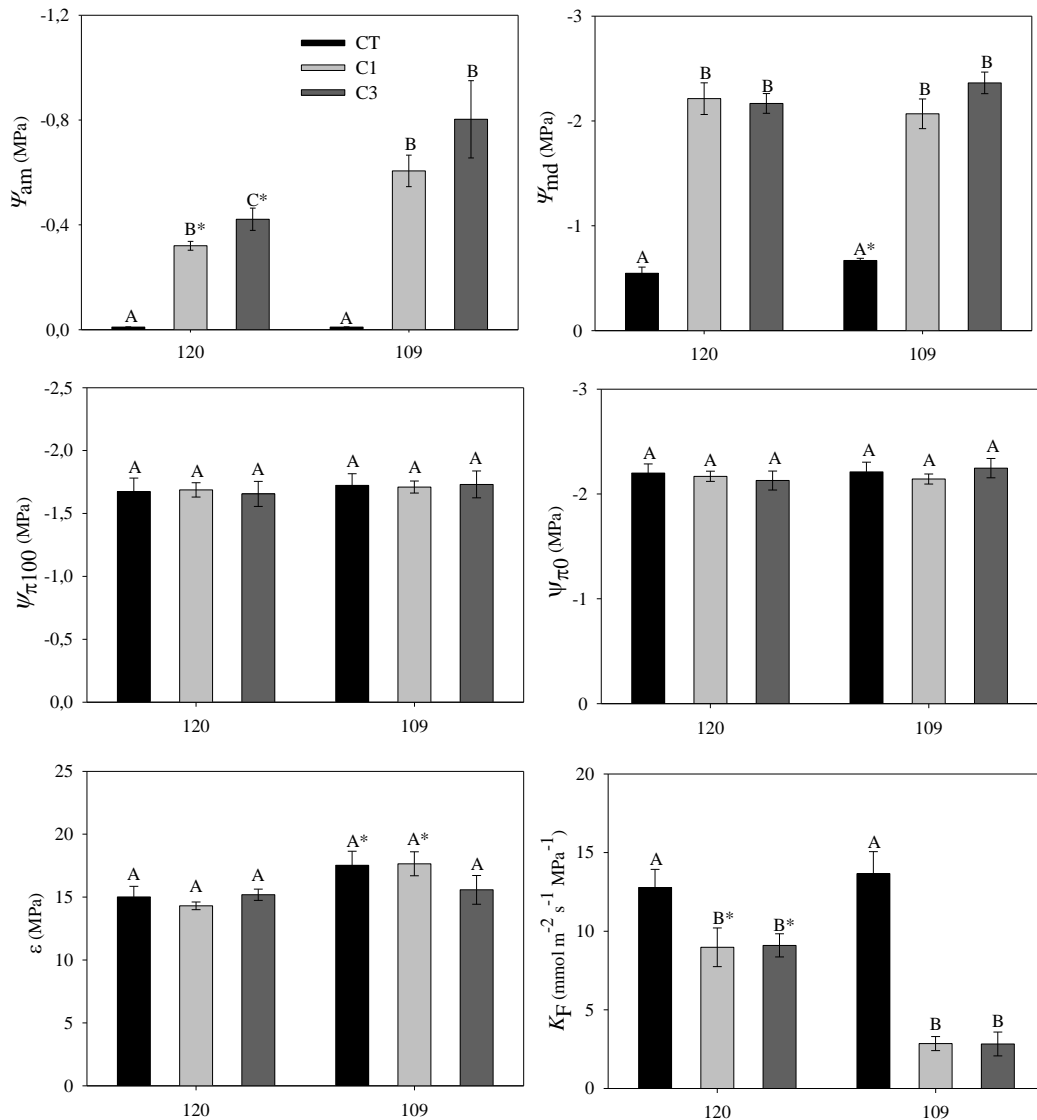 -1,2
-0,8
-0,4
0,0
Ψam (MPa)
CT
C1
C3
A
B*
C*
A
B
B
120
109
-3
-2
-1
0
Ψmd (MPa)
A
B
B
A*
B
B
120
109
-2,5
-2,0
-1,5
-1,0
-0,5
0,0
Ψπ100 (MPa)
A
A
A
A
A
A
120
109
-3
-2
-1
0
Ψπ0 (MPa)
A
A
A
A
A
A
120
109
25
20
15
10
5
0
ε (MPa)
A
A
A
A*
A*
A
120
109
20
15
10
5
0
KF (mmol m-2 s-1 MPa-1)
A
B*
B*
A
B
B
120
109